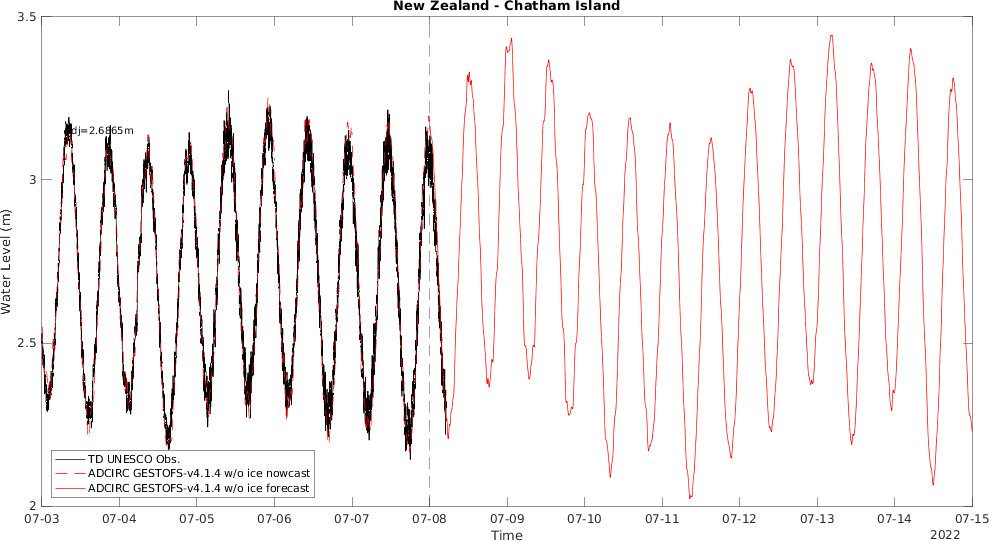 New Zealand - Chatham Island
3.5
3
2.5
2
Water Level (m)
dj=2.6865m
TD UNESCO Obs.
ADCIRC GESTOFS-v4.1.4 w/o ice nowcast
ADCIRC GESTOFS-v4.1.4 w/o ice forecast
07-03 07-04 07-05 07-06 07-07 07-08 07-09 07-10 07-11 07-12 07-13 07-14 07-15
Time
2022